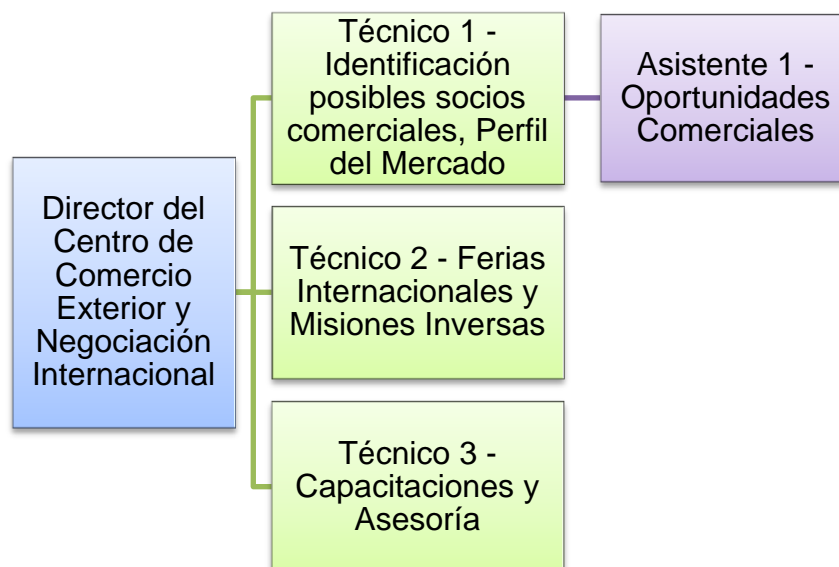 Director del
Centro de
Comercio
Exterior y
Negociación
Internacional
Técnico 1 -
Identificación
posibles socios
comerciales, Perfil
del Mercado
Asistente 1 -
Oportunidades
Comerciales
Técnico 2 - Ferias
Internacionales y
Misiones Inversas
Técnico 3 -
Capacitaciones y
Asesoría